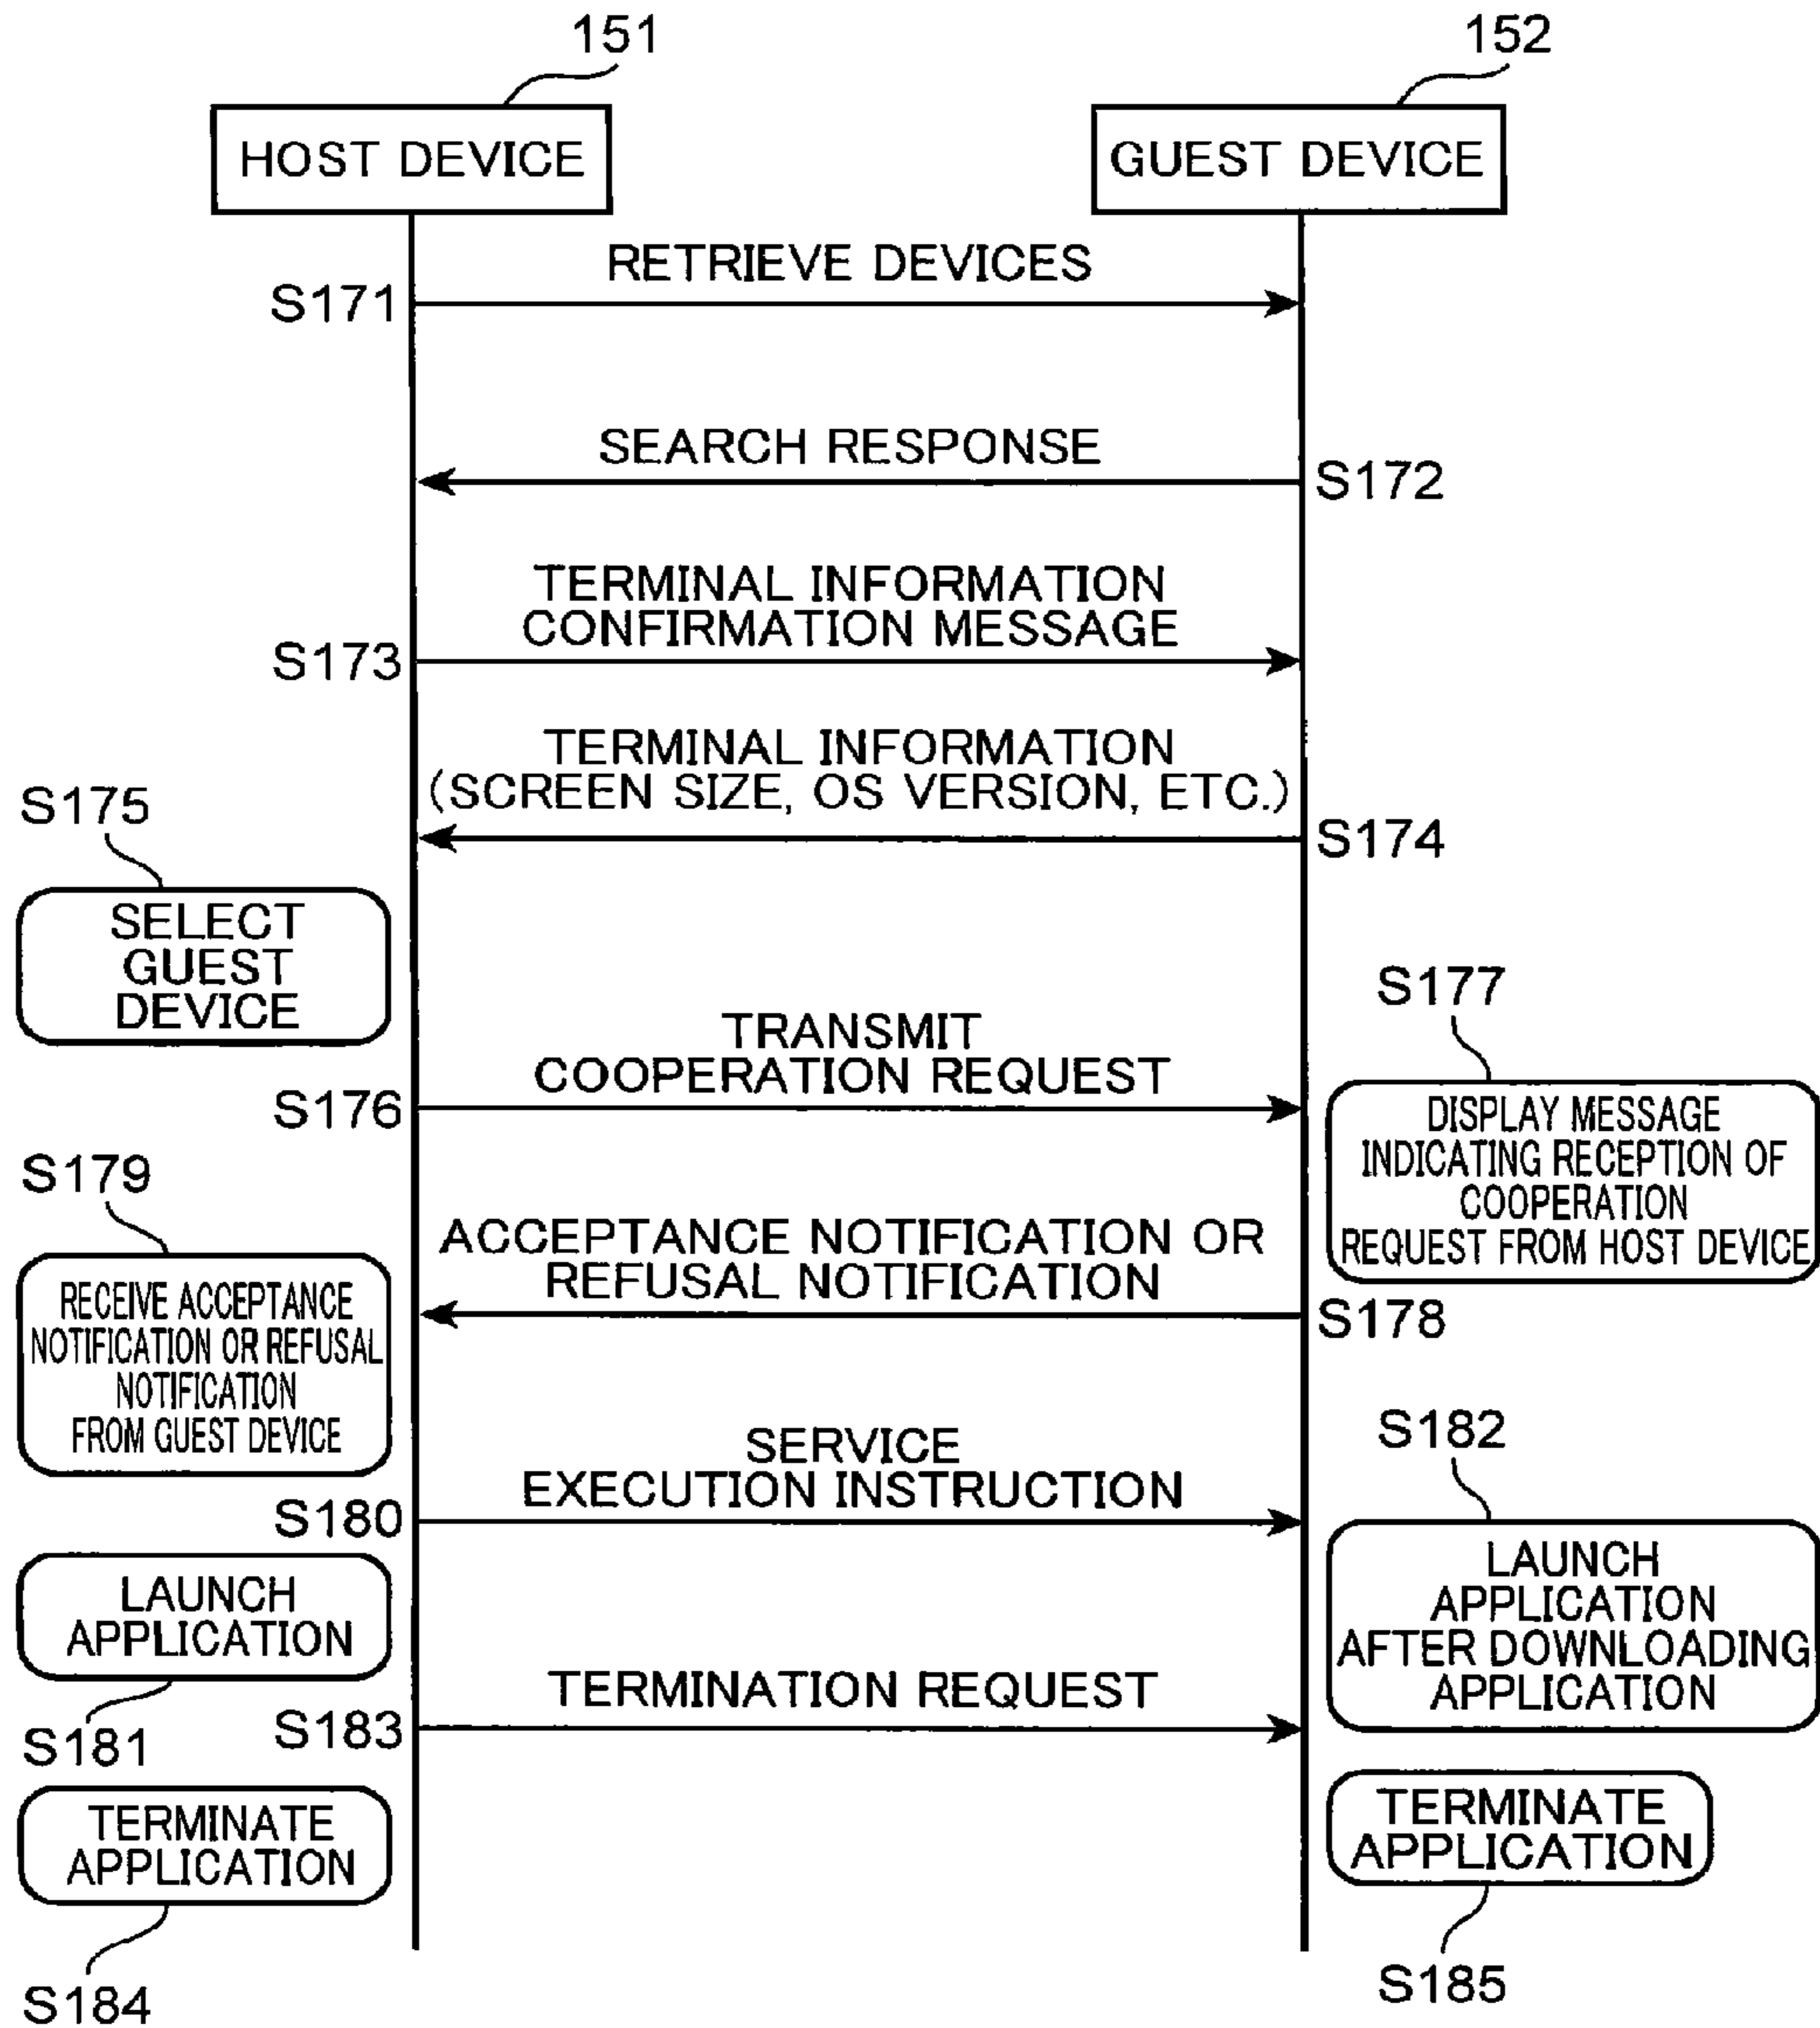 151
152
HOST DEVICE
GUEST DEVICE
RETRIEVE DEVICES
S171
SEARCH RESPONSE
S172
TERMINAL INFORMATION
CONFIRMATION MESSAGE
S173
TERMINAL INFORMATION
(SCREEN SIZE, OS VERSION, ETC.)
S174
S175
SELECT
GUEST
DEVICE
TRANSMIT
COOPERATION REQUEST
S176
S177
DISPLAY MESSAGE
INDICATING RECEPTION OF
COOPERATION
REQUEST FROM HOST DEVICE
ACCEPTANCE NOTIFICATION OR
REFUSAL NOTIFICATION
S178
S179
RECEIVE ACCEPTANCE
NOTIFICATION OR REFUSAL
NOTIFICATION
FROM GUEST DEVICE
SERVICE
EXECUTION INSTRUCTION
S180
LAUNCH
APPLICATION
S181
S182
LAUNCH
APPLICATION
AFTER DOWNLOADING
APPLICATION
TERMINATION REQUEST
S183
TERMINATE
APPLICATION
S184
TERMINATE
APPLICATION
S185